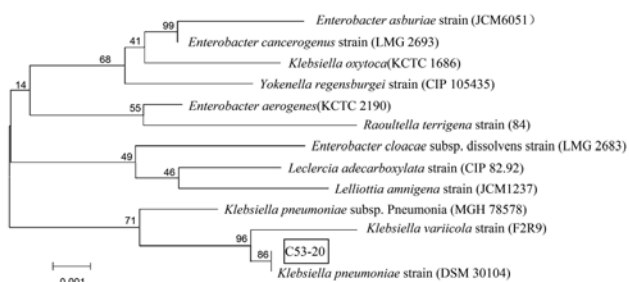 Enterobacter asburiae strain (JCM6051）
99
Enterobacter cancerogenus strain (LMG 2693)
41
Klebsiella oxytoca(KCTC 1686)
68
Yokenella regensburgei strain (CIP 105435)
14
Enterobacter aerogenes(KCTC 2190)
55
Raoultella terrigena strain (84)
Enterobacter cloacae subsp. dissolvens strain (LMG 2683)
49
Leclercia adecarboxylata strain (CIP 82.92)
46
Lelliottia amnigena strain (JCM1237)
Klebsiella pneumoniae subsp. Pneumonia (MGH 78578)
71
Klebsiella variicola strain (F2R9)
96
C53-20
86
Klebsiella pneumoniae strain (DSM 30104)
0.001